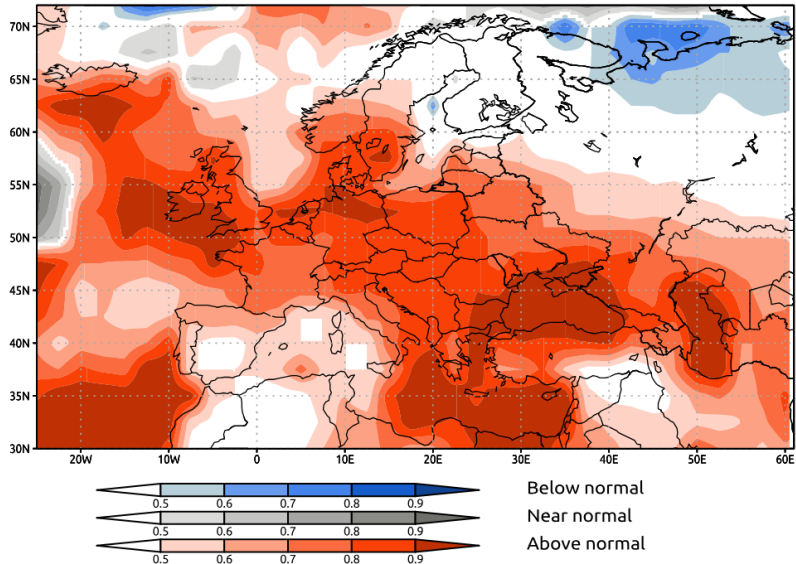 70N
65N
60N
55N
50N
45N
40N
35N
30N
20W 10W 0 10E 20E 30E 40E 50E 60E
0.5 0.6 0.7 0.8 0.9 Below normal
0.5 0.6 0.7 0.8 0.9 Near normal
0.5 0.6 0.7 0.8 0.9 Above normal